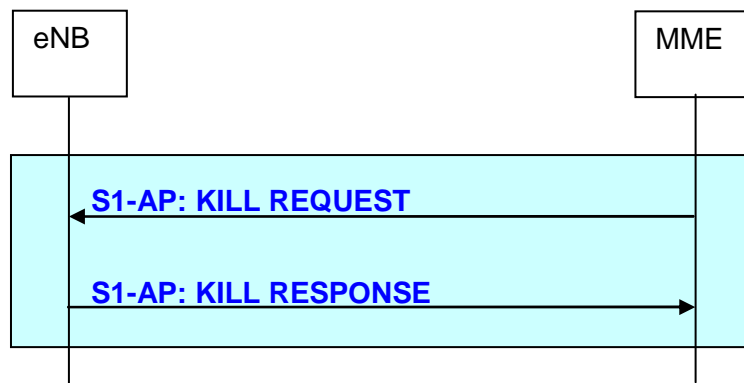 eNB
MME
S1-AP: KILL REQUEST
S1-AP: KILL RESPONSE